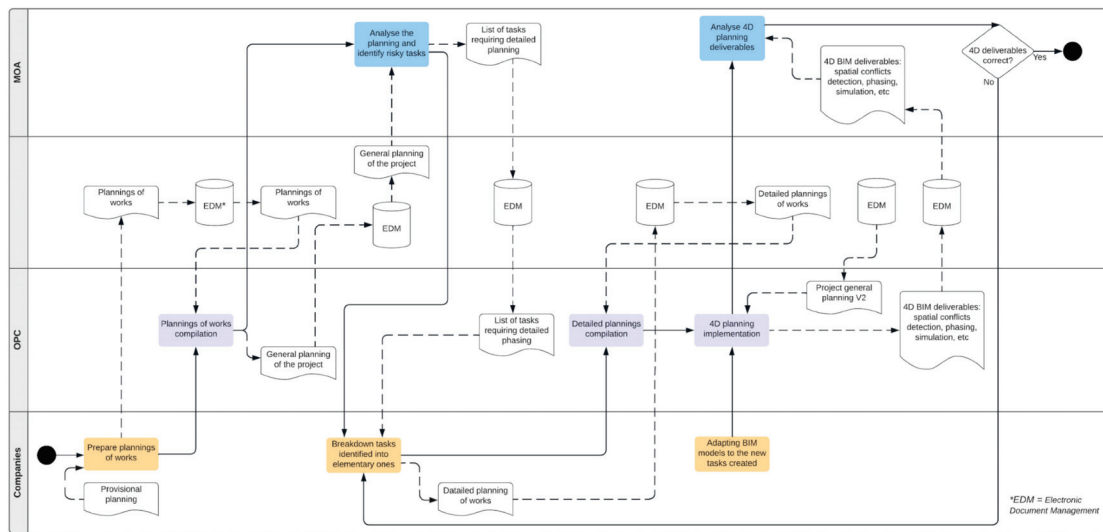 MOA
Analyse the
planning and
identify risky tasks
List of tasks
requiring detailed
planning
Analyse 4D
planning
deliverables
4D BIM deliverables:
spatial conflicts
detection, phasing,
simulation, etc
4D deliverables
correct?
Yes
No
General planning
of the project
Plannings of
works
EDM*
Plannings of
works
EDM
EDM
EDM
Detailed plannings
of works
EDM
EDM
OPC
Plannings of works
compilation
General planning
of the project
List of tasks
requiring detailed
phasing
Detailed plannings
compilation
4D planning
implementation
Project general
planning V2
4D BIM deliverables:
spatial conflicts
detection, phasing,
simulation, etc
Companies
Prepare plannings
of works
Provisional
planning
Breakdown tasks
identified into
elementary ones
Datailed planning
of works
Adapting BIM
models to the new
tasks created
*EDM = Electronic
Document Management